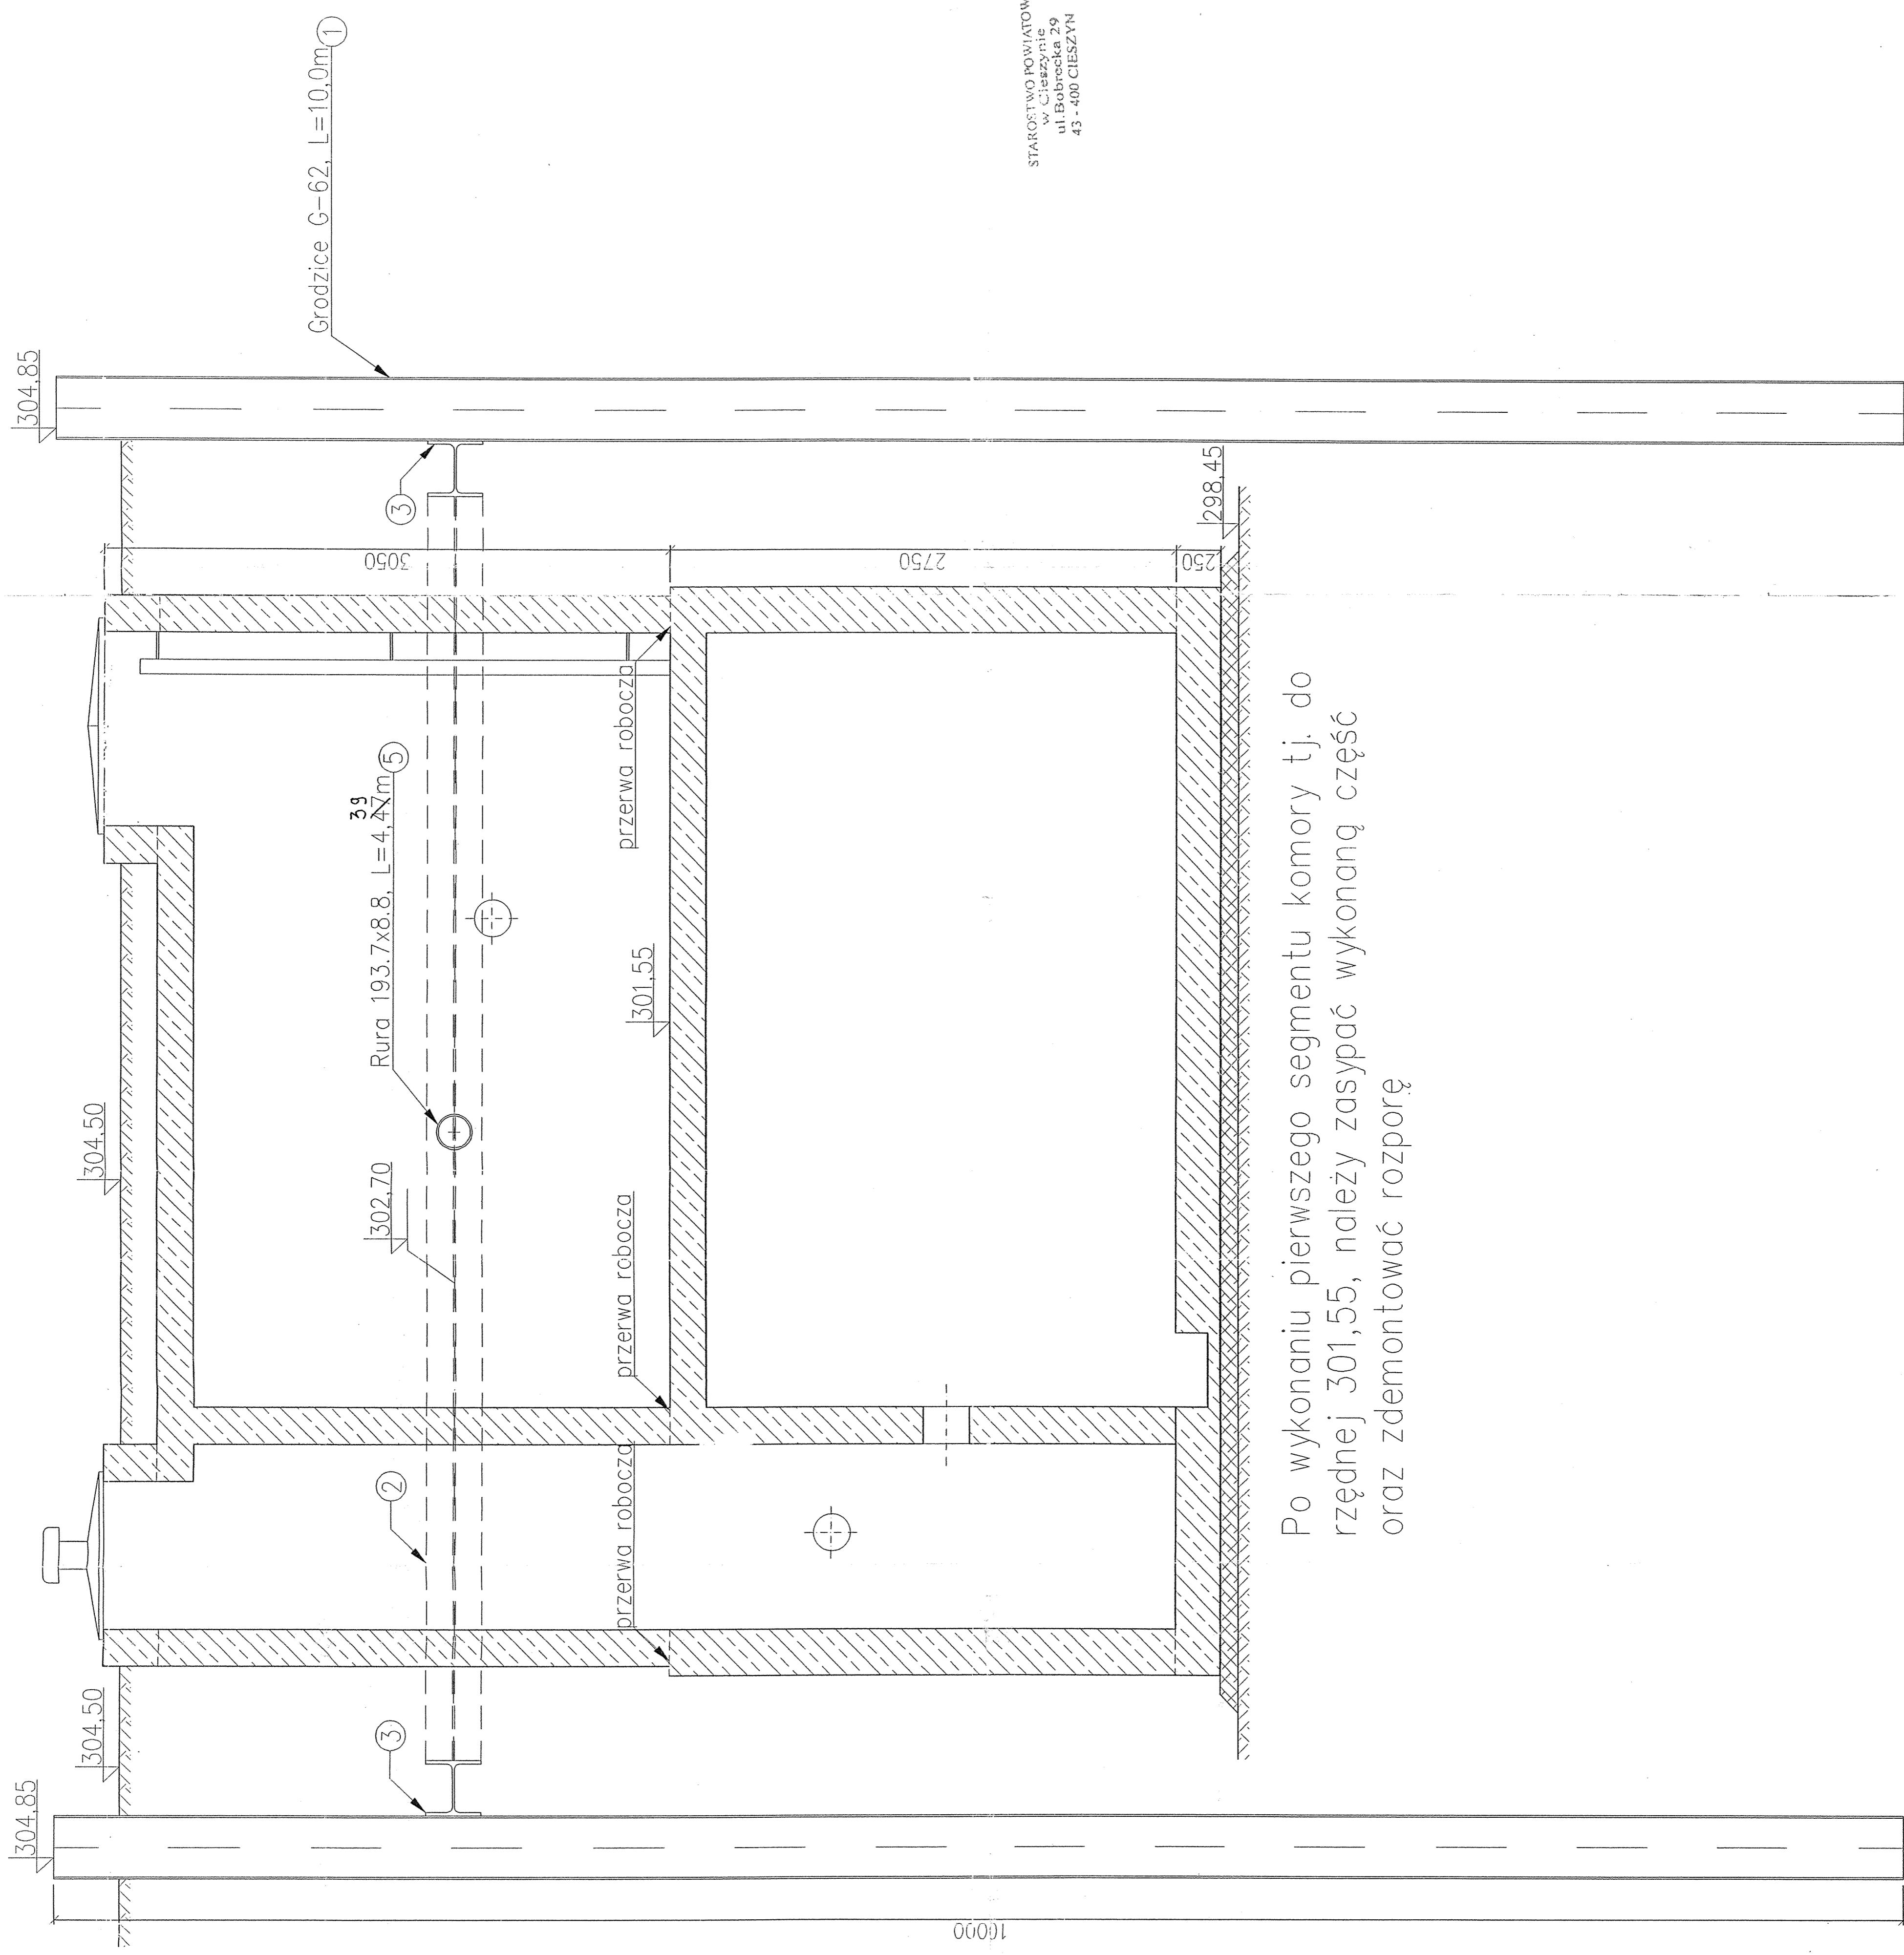 304,85
304,50
304,50
304,85
Grodzice G-62, L=10,0m 1
3
2
302,70
Rura 193.7x8.8, L=4,47m 5
39
3
przerwa robocza
przerwa robocza
301,55
przerwa robocza
3050
2750
250
298,45
10000
Po wykonaniu pierwszego segmentu komory tj. do
rzędnej 301,55, należy zasypać wykonaną część
oraz zdemontować rozporę
STAROSTWO POWIATOW
w Cieszynie
ul. Bobrecka 29
43 - 400 CIESZYN